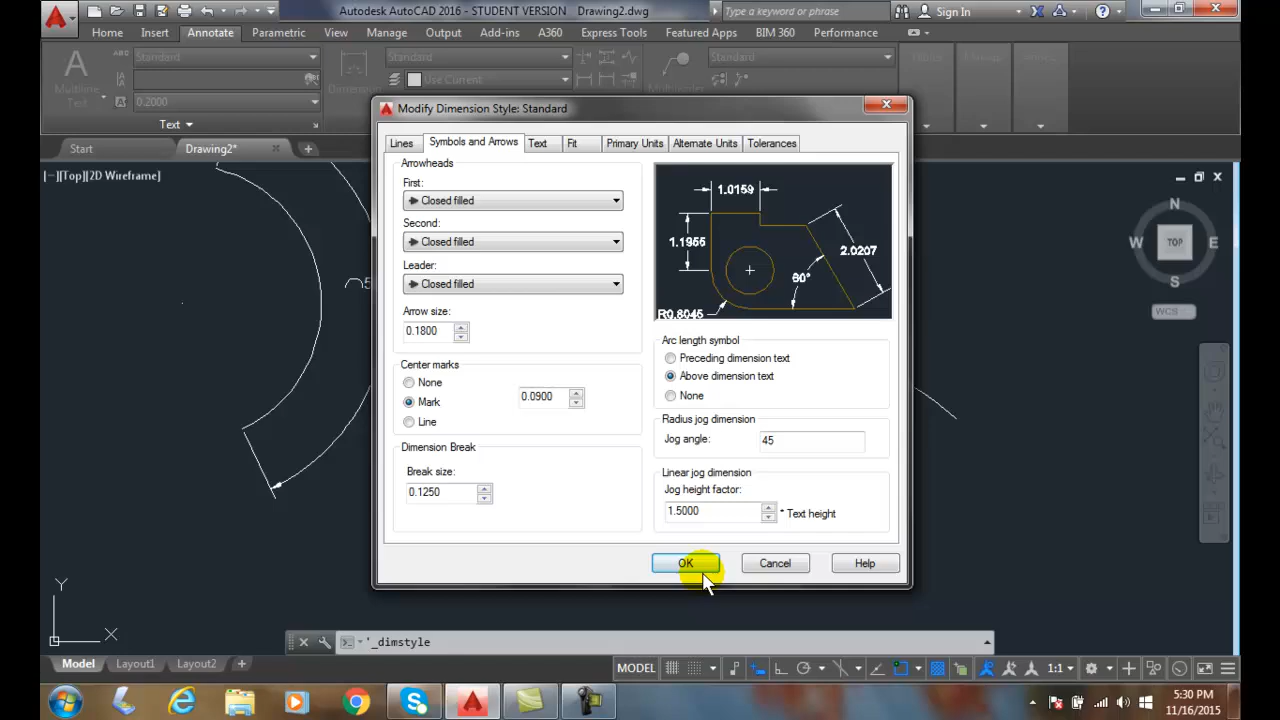 Autodesk AutoCAD 2016 - STUDENT VERSION Drawing2.dwg
Type a keyword or phrase
Sign In
Home Insert Annotate Parametric View Manage Output Add-ins A360 Express Tools Featured Apps BIM 360 Performance
Standard
Standard
Standard
Use Current
Multiline
Text
0.2000
Text
Dimension
Start
Drawing2*
[−][Top][2D Wireframe]
Modify Dimension Style: Standard
Lines Symbols and Arrows Text Fit Primary Units Alternate Units Tolerances
Arrowheads
First:
Closed filled
Second:
Closed filled
Leader:
Closed filled
Arrow size:
0.1800
Center marks
None
Mark
0.0900
Line
Dimension Break
Break size:
0.1250
1.0159
1.1955
2.0207
60°
R0.8045
Arc length symbol
Preceding dimension text
Above dimension text
None
Radius jog dimension
Jog angle:
45
Linear jog dimension
Jog height factor:
1.5000
* Text height
OK
Cancel
Help
N
W
TOP
E
S
WCS
Y
X
'_dimstyle
Model
Layout1
Layout2
MODEL
1:1
5:30 PM
11/16/2015